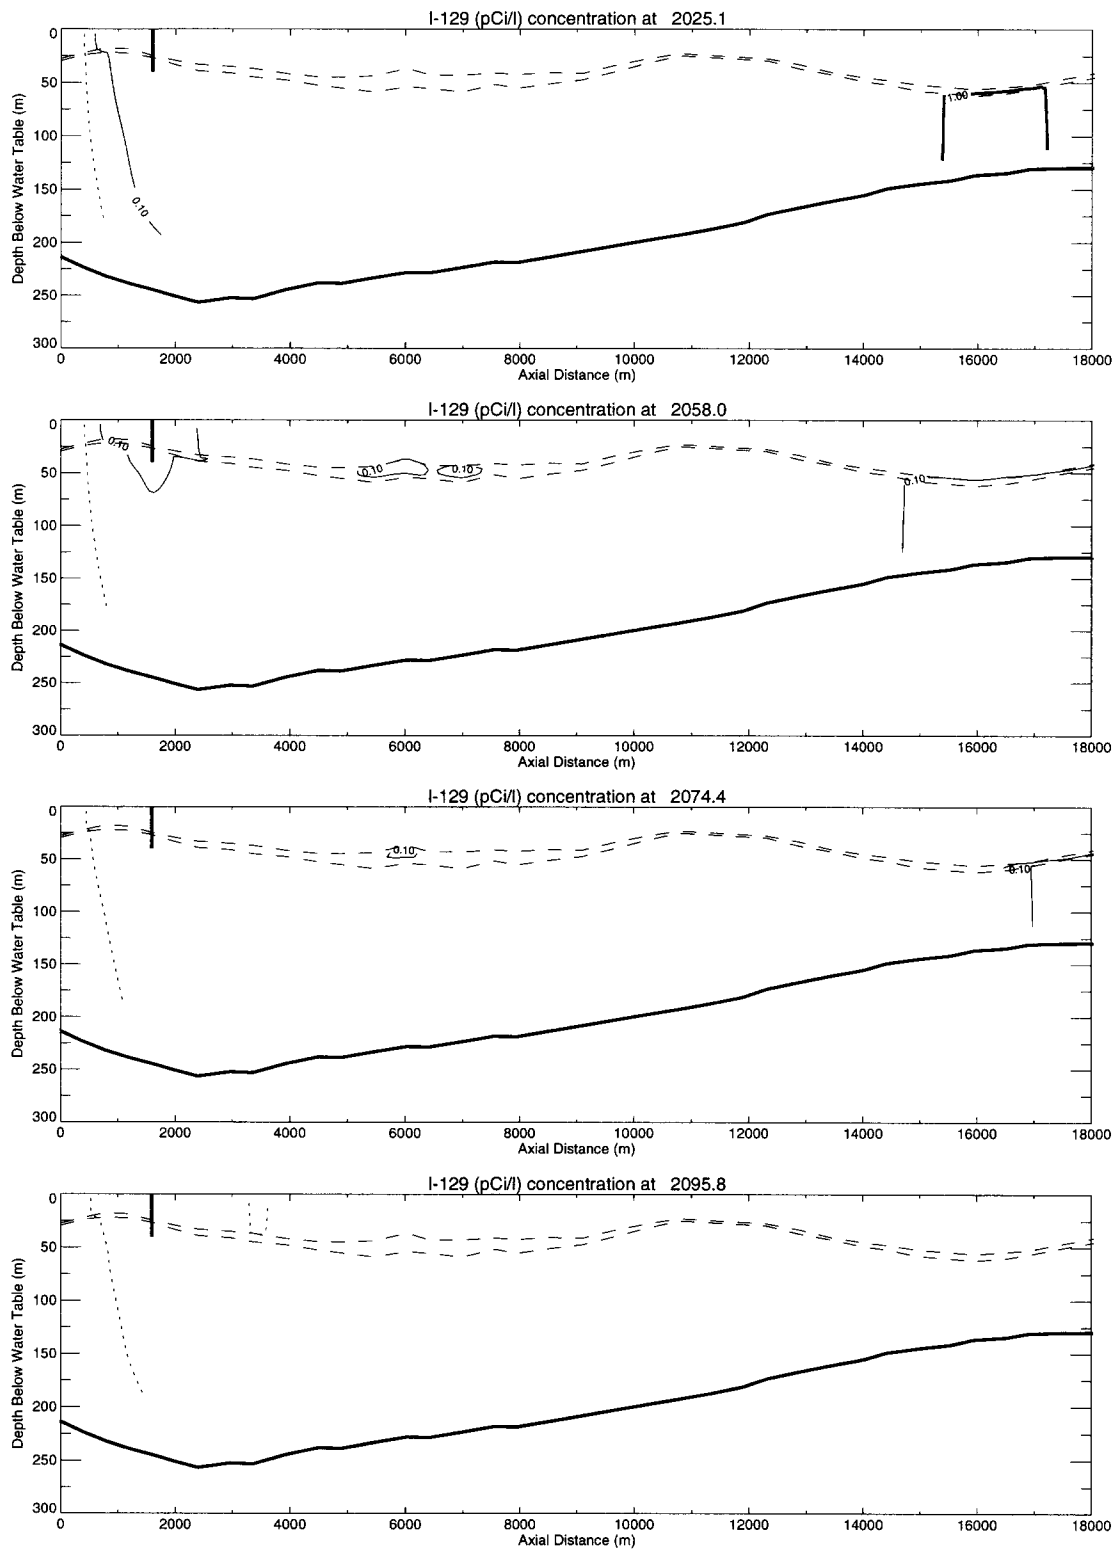 I-129 (pCi/l) concentration at 2025.1
0
50
100
150
200
250
300
Depth Below Water Table (m)
0.10
1.00
0 2000 4000 6000 8000 10000 12000 14000 16000 18000
Axial Distance (m)
I-129 (pCi/l) concentration at 2058.0
0
50
100
150
200
250
300
Depth Below Water Table (m)
0.10
0.10
0.10
0.10
0 2000 4000 6000 8000 10000 12000 14000 16000 18000
Axial Distance (m)
I-129 (pCi/l) concentration at 2074.4
0
50
100
150
200
250
300
Depth Below Water Table (m)
0.10
0.10
0 2000 4000 6000 8000 10000 12000 14000 16000 18000
Axial Distance (m)
I-129 (pCi/l) concentration at 2095.8
0
50
100
150
200
250
300
Depth Below Water Table (m)
0 2000 4000 6000 8000 10000 12000 14000 16000 18000
Axial Distance (m)